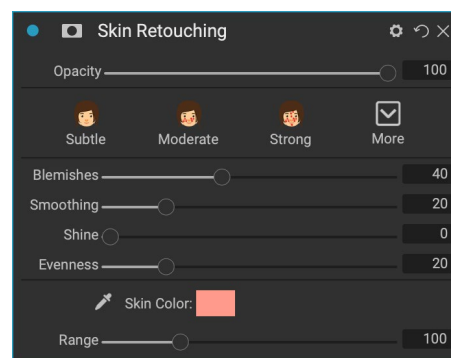 Skin Retouching
Opacity 100
Subtle Moderate Strong More
Blemishes 40
Smoothing 20
Shine 0
Evenness 20
Skin Color:
Range 100